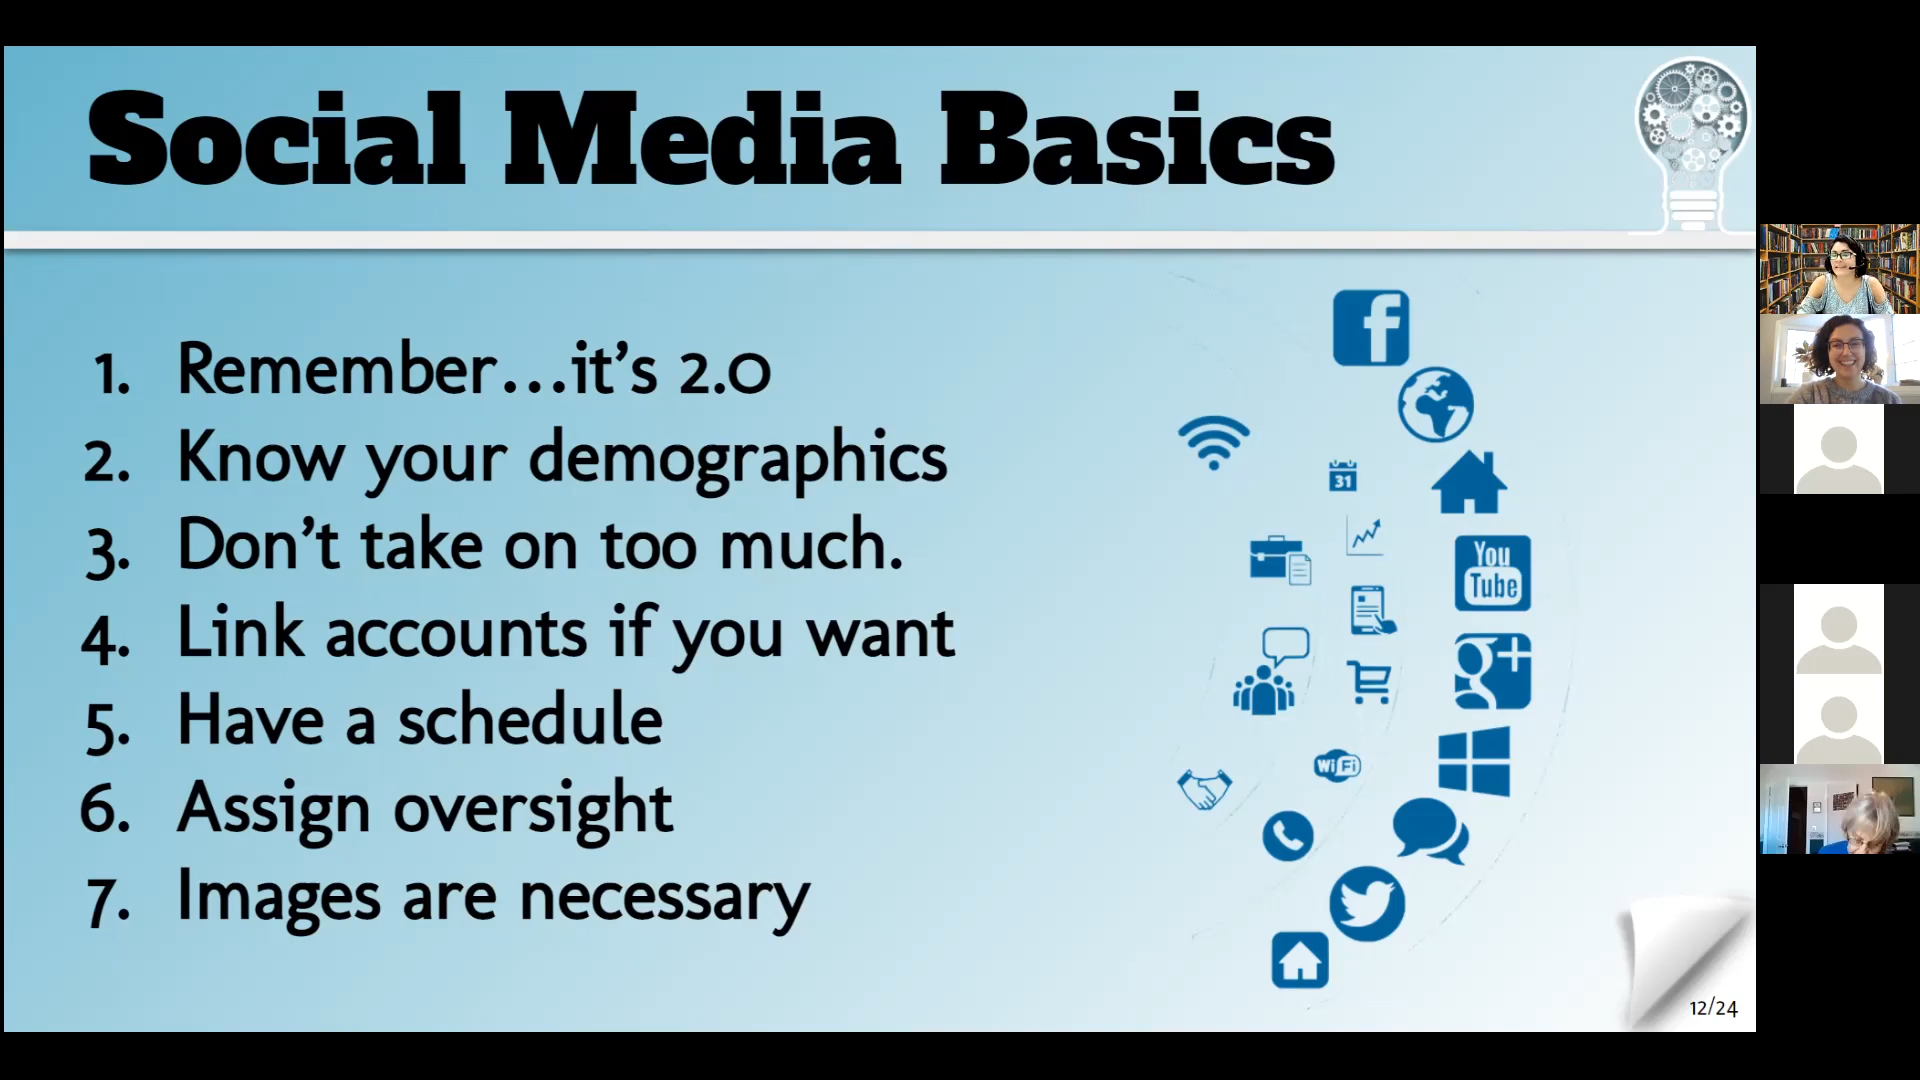 Social Media Basics
1. Remember…it's 2.0
2. Know your demographics
3. Don't take on too much.
4. Link accounts if you want
5. Have a schedule
6. Assign oversight
7. Images are necessary
f
31
You
Tube
g+
Wi Fi
12/24